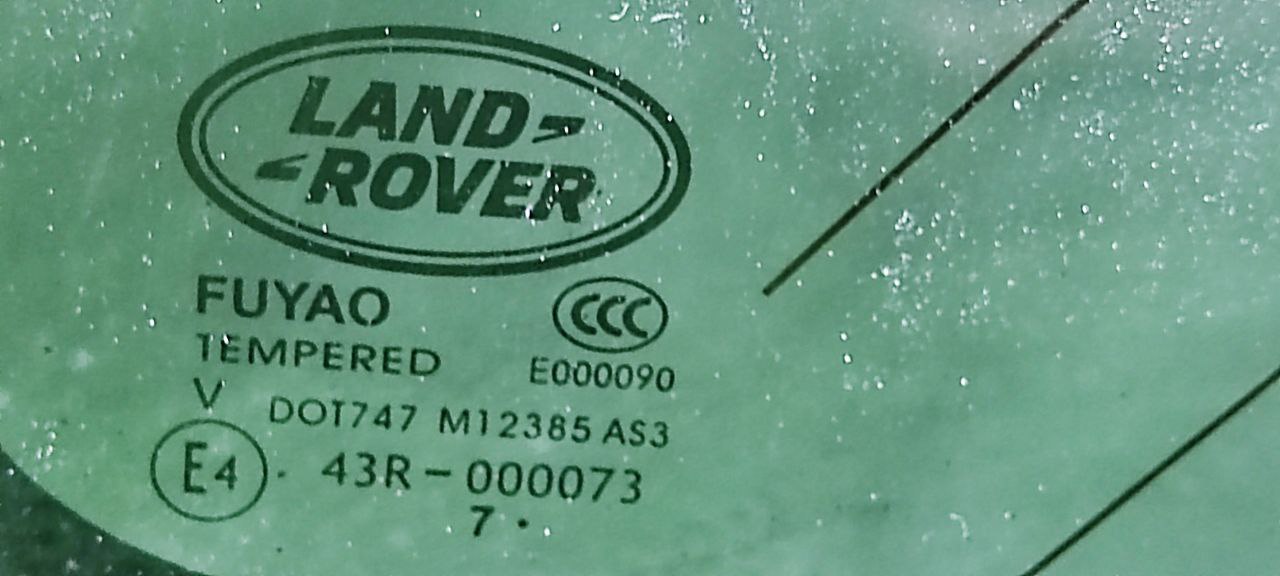 LAND
ROVER
FUYAO
CCC
TEMPERED
E000090
V
DOT747 M12385 AS3
E4 43R-000073
7 •